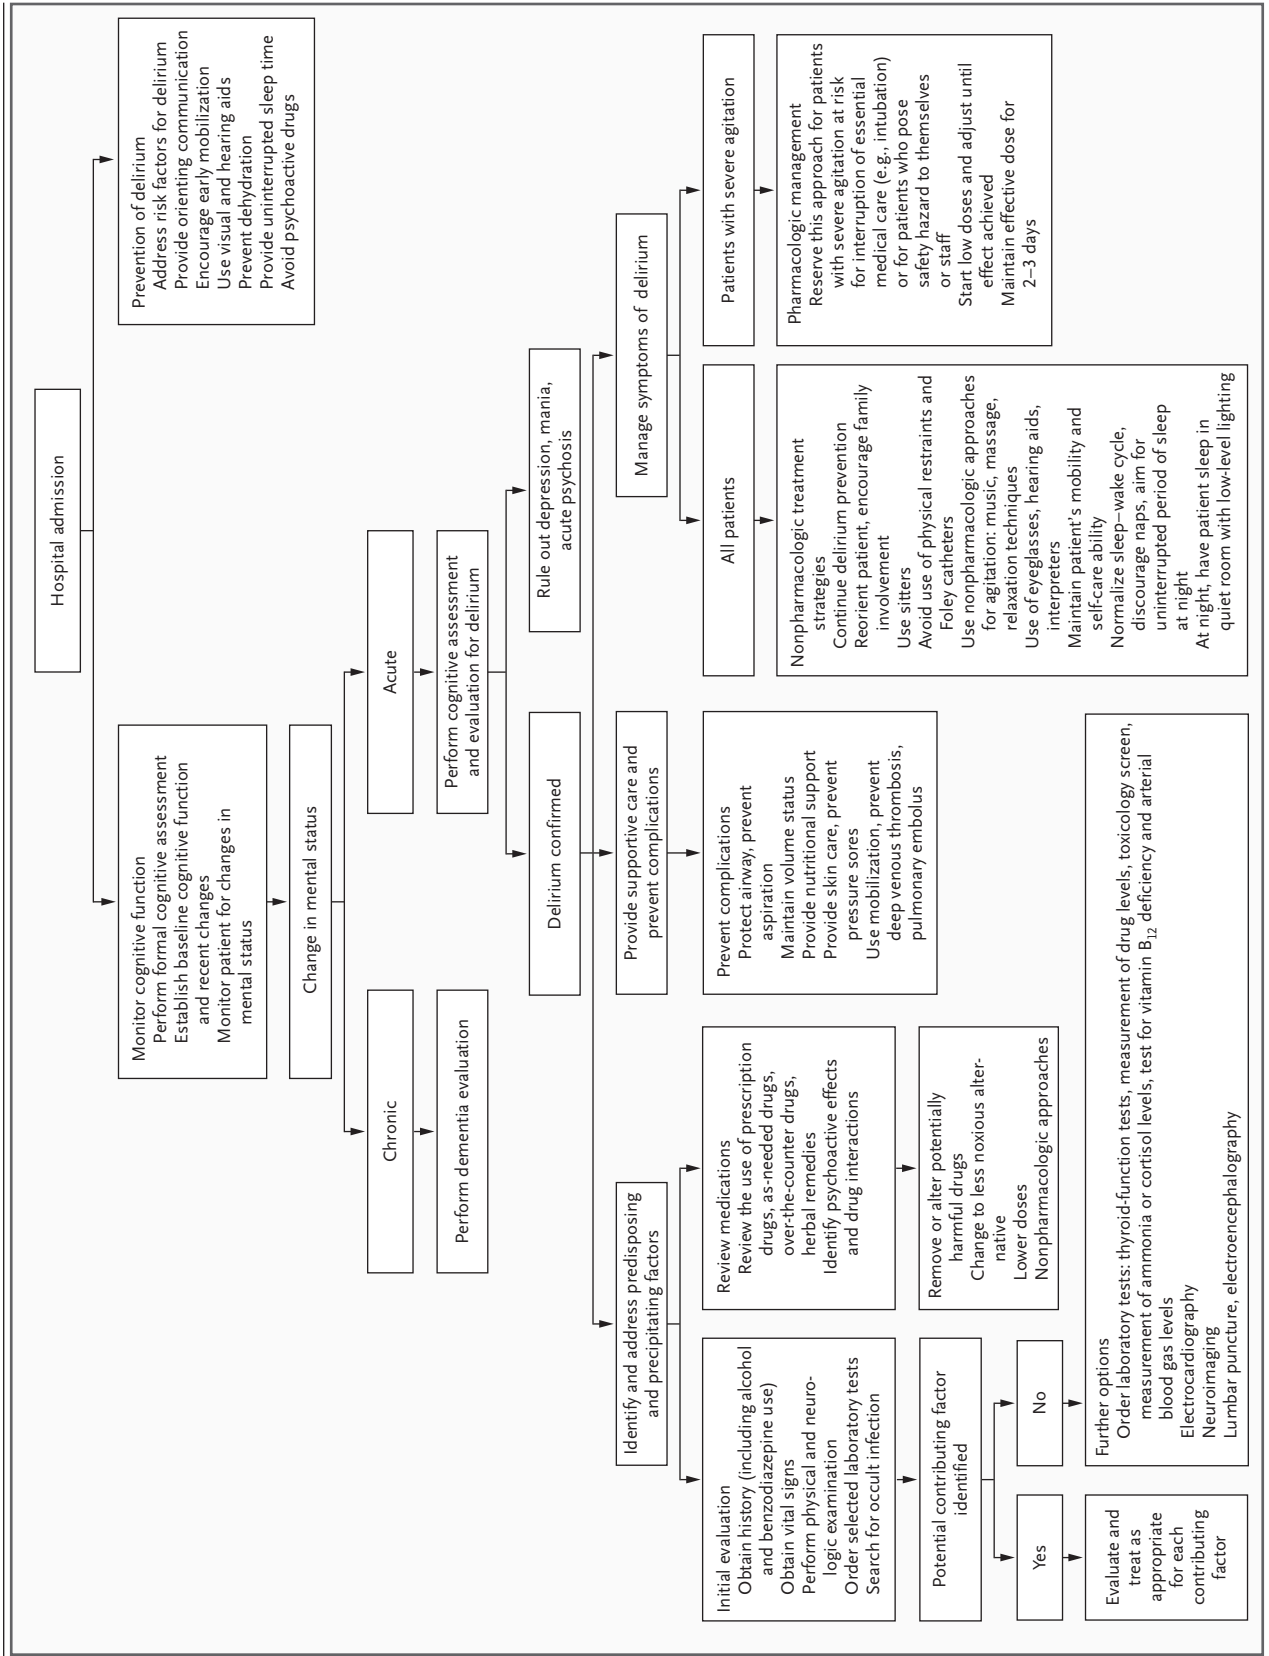 Hospital admission
Monitor cognitive function
Perform formal cognitive assessment
Establish baseline cognitive function
and recent changes
Monitor patient for changes in
mental status
Prevention of delirium
Address risk factors for delirium
Provide orienting communication
Encourage early mobilization
Use visual and hearing aids
Prevent dehydration
Provide uninterrupted sleep time
Avoid psychoactive drugs
Change in mental status
Chronic
Acute
Perform dementia evaluation
Perform cognitive assessment
and evaluation for delirium
Delirium confirmed
Rule out depression, mania,
acute psychosis
Identify and address predisposing
and precipitating factors
Provide supportive care and
prevent complications
Manage symptoms of delirium
Initial evaluation
Obtain history (including alcohol
and benzodiazepine use)
Obtain vital signs
Perform physical and neuro-
logic examination
Order selected laboratory tests
Search for occult infection
Review medications
Review the use of prescription
drugs, as-needed drugs,
over-the-counter drugs,
herbal remedies
Identify psychoactive effects
and drug interactions
Prevent complications
Protect airway, prevent
aspiration
Maintain volume status
Provide nutritional support
Provide skin care, prevent
pressure sores
Use mobilization, prevent
deep venous thrombosis,
pulmonary embolus
All patients
Patients with severe agitation
Nonpharmacologic treatment
strategies
Continue delirium prevention
Reorient patient, encourage family
involvement
Use sitters
Avoid use of physical restraints and
Foley catheters
Use nonpharmacologic approaches
for agitation: music, massage,
relaxation techniques
Use of eyeglasses, hearing aids,
interpreters
Maintain patient's mobility and
self-care ability
Normalize sleep–wake cycle,
discourage naps, aim for
uninterrupted period of sleep
at night
At night, have patient sleep in
quiet room with low-level lighting
Pharmacologic management
Reserve this approach for patients
with severe agitation at risk
for interruption of essential
medical care (e.g., intubation)
or for patients who pose
safety hazard to themselves
or staff
Start low doses and adjust until
effect achieved
Maintain effective dose for
2–3 days
Potential contributing factor
identified
Remove or alter potentially
harmful drugs
Change to less noxious alter-
native
Lower doses
Nonpharmacologic approaches
Yes
No
Evaluate and
treat as
appropriate
for each
contributing
factor
Further options
Order laboratory tests: thyroid-function tests, measurement of drug levels, toxicology screen,
measurement of ammonia or cortisol levels, test for vitamin B12 deficiency and arterial
blood gas levels
Electrocardiography
Neuroimaging
Lumbar puncture, electroencephalography